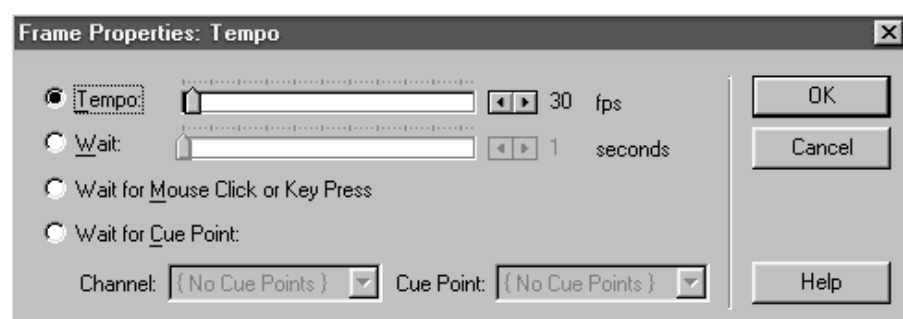 Frame Properties: Tempo
Tempo: 30 fps OK
Wait: 1 seconds Cancel
Wait for Mouse Click or Key Press
Wait for Cue Point:
Channel: { No Cue Points } Cue Point: { No Cue Points } Help